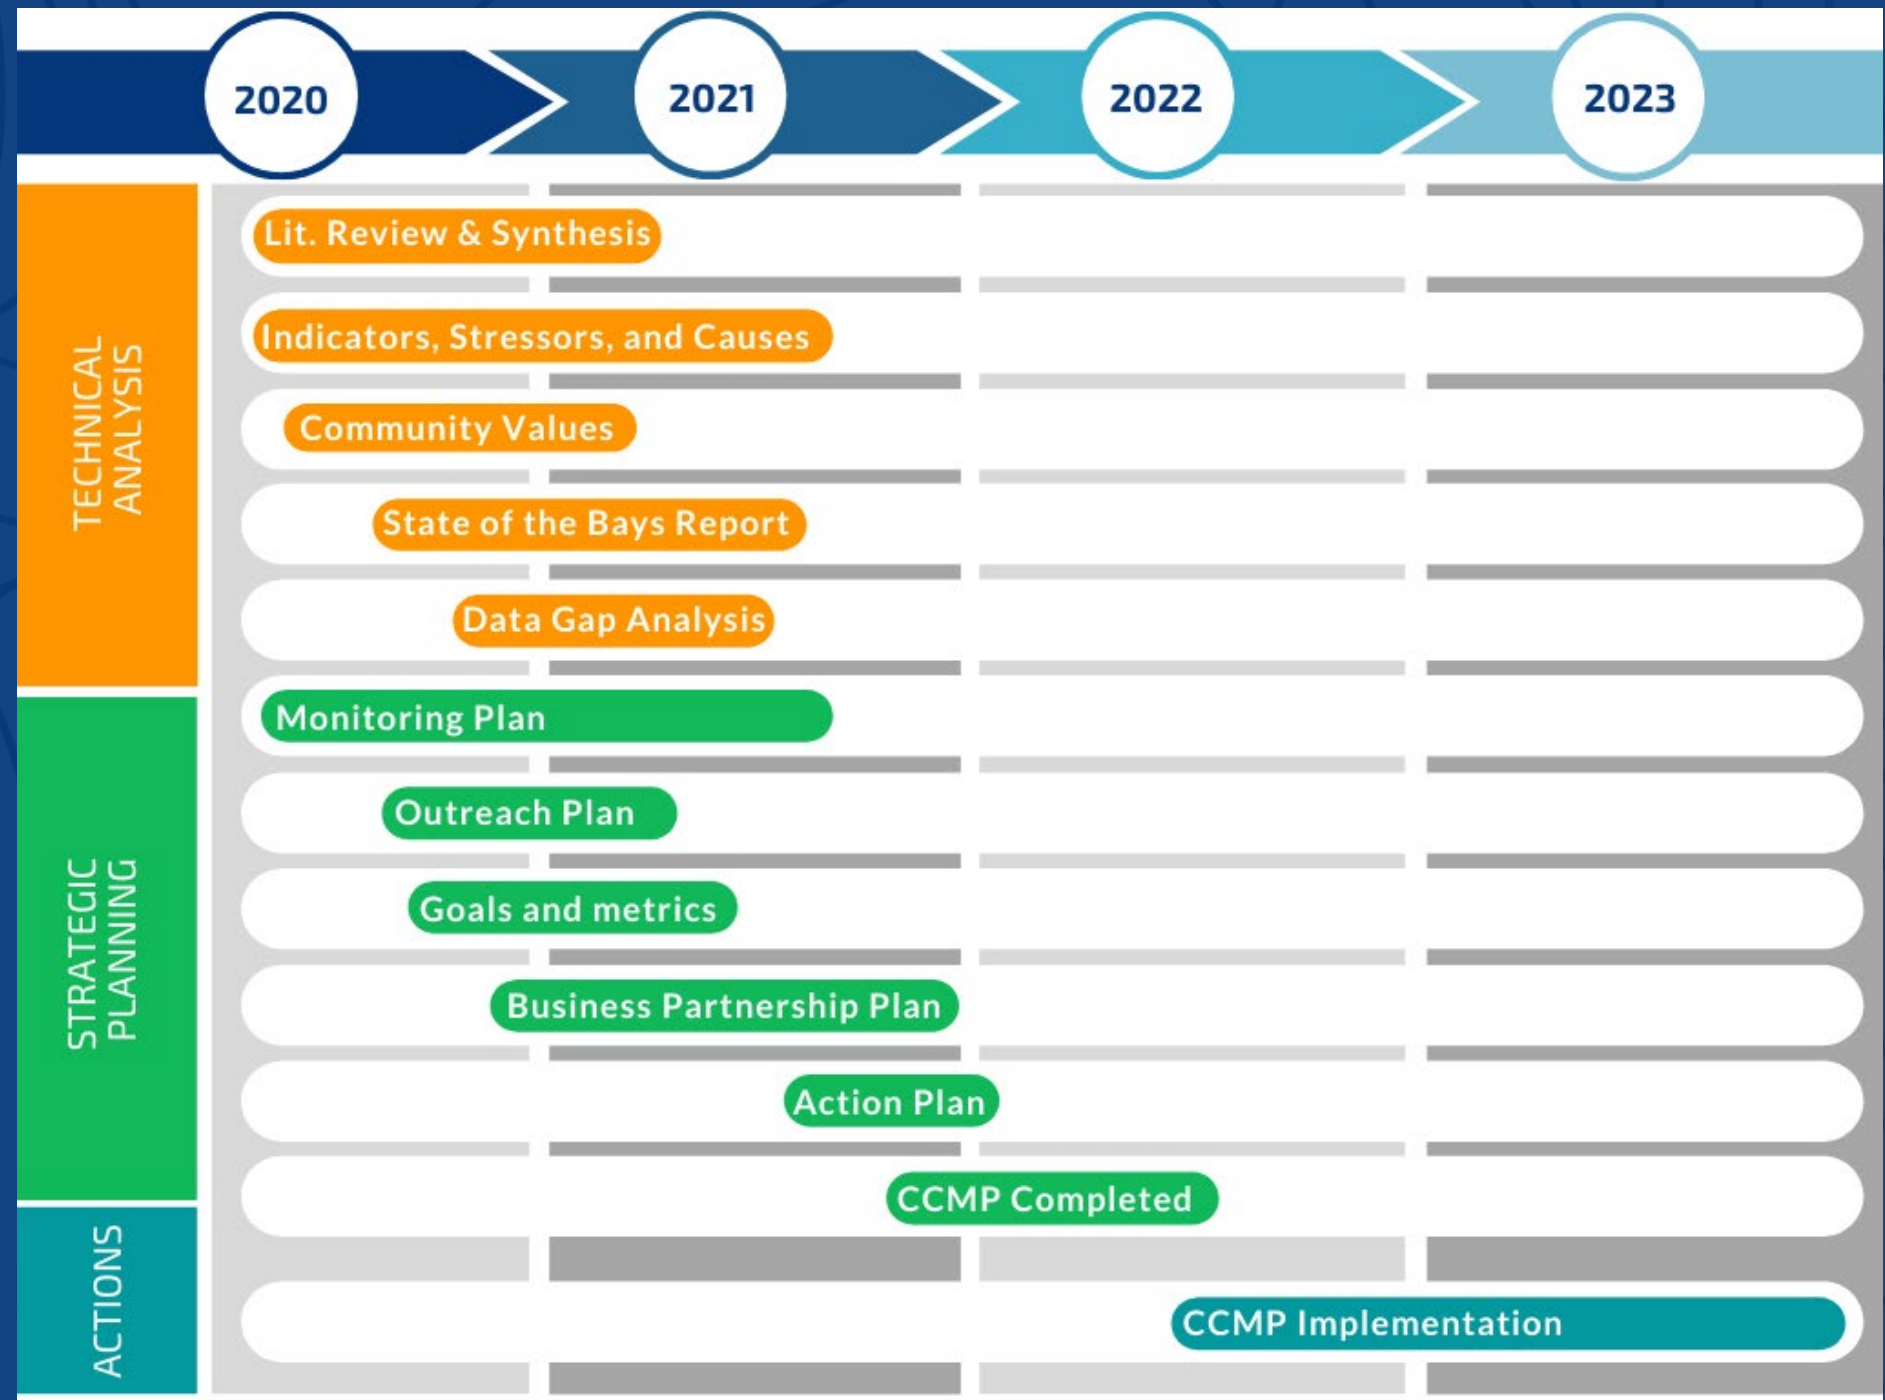 2020
2021
2022
2023
TECHNICAL
ANALYSIS
Lit. Review & Synthesis
Indicators, Stressors, and Causes
Community Values
State of the Bays Report
Data Gap Analysis
STRATEGIC
PLANNING
Monitoring Plan
Outreach Plan
Goals and metrics
Business Partnership Plan
Action Plan
CCMP Completed
ACTIONS
CCMP Implementation